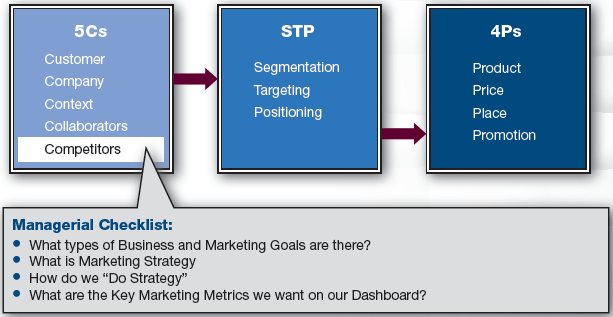 5Cs
Customer
Company
Context
Collaborators
Competitors
STP
Segmentation
Targeting
Positioning
4Ps
Product
Price
Place
Promotion
Managerial Checklist:
• What types of Business and Marketing Goals are there?
• What is Marketing Strategy
• How do we “Do Strategy”
• What are the Key Marketing Metrics we want on our Dashboard?